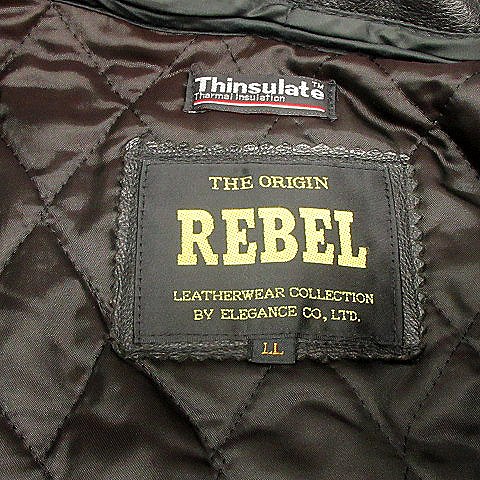 Thinsulate
Thermal Insulation
THE ORIGIN
REBEL
LEATHERWEAR COLLECTION
BY ELEGANCE CO, LTD.
LL